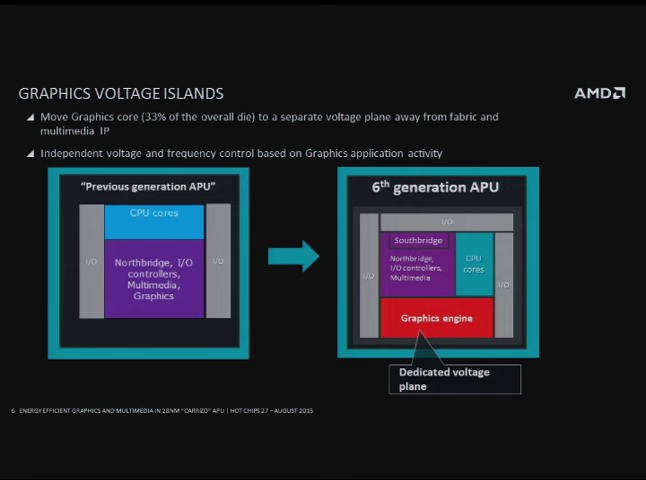 GRAPHICS VOLTAGE ISLANDS
AMD
Move Graphics core (33% of the overall die) to a separate voltage plane away from fabric and
multimedia IP
Independent voltage and frequency control based on Graphics application activity
"Previous generation APU"
CPU cores
I/O
I/O
Northbridge, I/O
controllers,
Multimedia,
Graphics
6th generation APU
I/O
Southbridge
Northbridge,
I/O controllers,
Multimedia
CPU
cores
I/O
I/O
Graphics engine
Dedicated voltage
plane
6 ENERGY EFFICIENT GRAPHICS AND MULTIMEDIA IN 28NM "CARRIZO" APU | HOT CHIPS 27 – AUGUST 2015